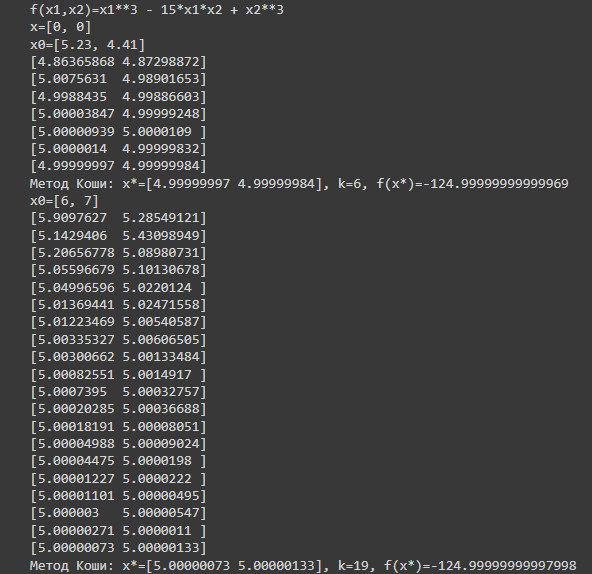 f(x1,x2)=x1**3 - 15*x1*x2 + x2**3
x=[0, 0]
x0=[5.23, 4.41]
[4.86365868 4.87298872]
[5.0075631  4.98901653]
[4.9988435  4.99886603]
[5.00003847 4.99999248]
[5.00000939 5.0000109 ]
[5.0000014  4.99999832]
[4.99999997 4.99999984]
Метод Коши: x*=[4.99999997 4.99999984], k=6, f(x*)=-124.99999999999969
x0=[6, 7]
[5.9097627  5.28549121]
[5.1429406  5.43098949]
[5.20656778 5.08980731]
[5.05596679 5.10130678]
[5.04996596 5.0220124 ]
[5.01369441 5.02471558]
[5.01223469 5.00540587]
[5.00335327 5.00606505]
[5.00300662 5.00133484]
[5.00082551 5.0014917 ]
[5.0007395  5.00032757]
[5.00020285 5.00036688]
[5.00018191 5.00008051]
[5.00004988 5.00009024]
[5.00004475 5.0000198 ]
[5.00001227 5.0000222 ]
[5.00001101 5.00000495]
[5.000003   5.00000547]
[5.00000271 5.0000011 ]
[5.00000073 5.00000133]
Метод Коши: x*=[5.00000073 5.00000133], k=19, f(x*)=-124.99999999997998